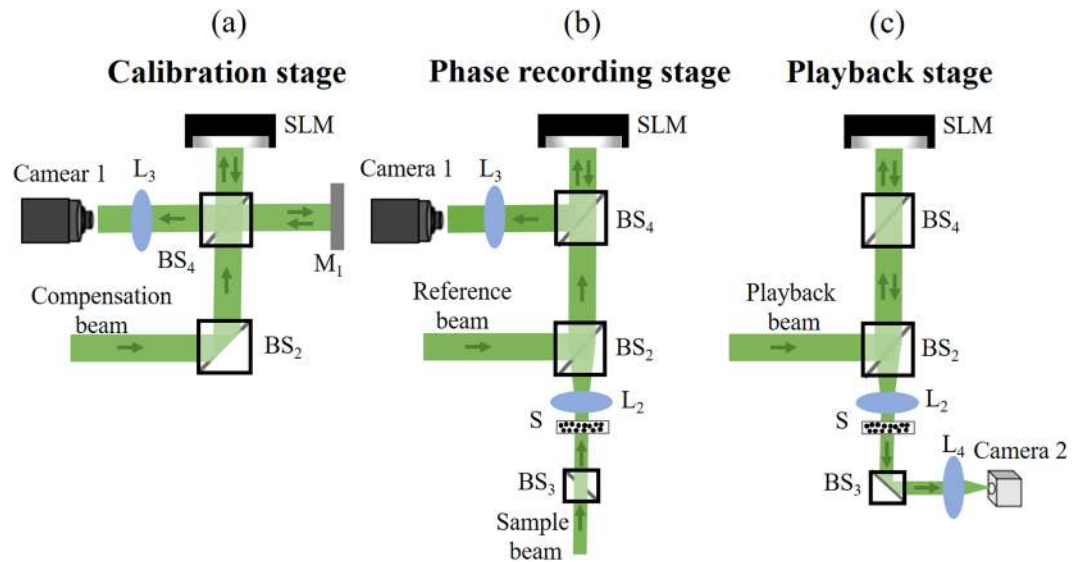 (a)
Calibration stage
SLM
Camear 1
L₃
BS₄
M₁
Compensation
beam
BS₂
(b)
Phase recording stage
SLM
Camera 1
L₃
BS₄
Reference
beam
BS₂
L₂
S
BS₃
Sample
beam
(c)
Playback stage
SLM
BS₄
Playback
beam
BS₂
L₂
S
L₄
Camera 2
BS₃